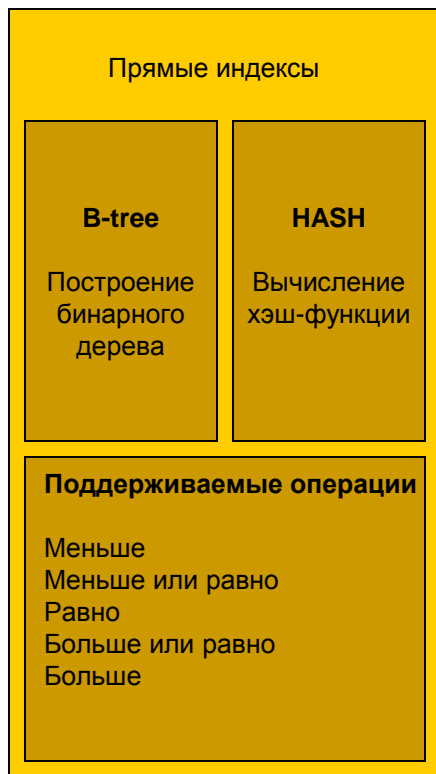 Прямые индексы
B-tree
Построение
бинарного
дерева
HASH
Вычисление
хэш-функции
Поддерживаемые операции
Меньше
Меньше или равно
Равно
Больше или равно
Больше